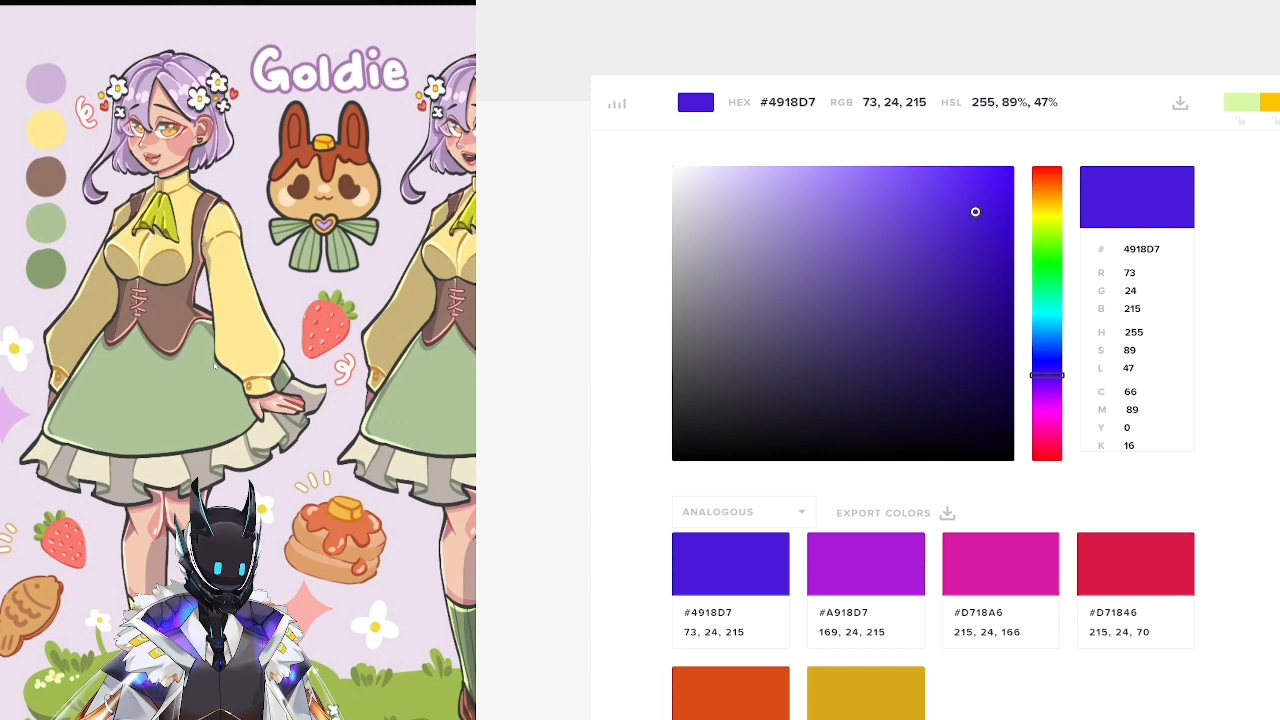 Goldie
HEX #4918D7 RGB 73, 24, 215 HSL 255, 89%, 47%
# 4918D7
R 73
G 24
B 215
H 255
S 89
L 47
C 66
M 89
Y 0
K 16
ANALOGOUS EXPORT COLORS
#4918D7 #A918D7 #D718A6 #D71846
73, 24, 215 169, 24, 215 215, 24, 166 215, 24, 70